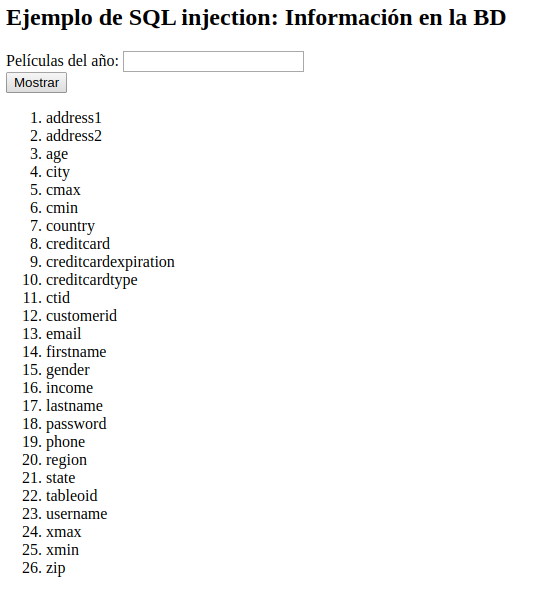 Ejemplo de SQL injection: Información en la BD
Películas del año:
Mostrar
1. address1
2. address2
3. age
4. city
5. cmax
6. cmin
7. country
8. creditcard
9. creditcardexpiration
10. creditcardtype
11. ctid
12. customerid
13. email
14. firstname
15. gender
16. income
17. lastname
18. password
19. phone
20. region
21. state
22. tableoid
23. username
24. xmax
25. xmin
26. zip